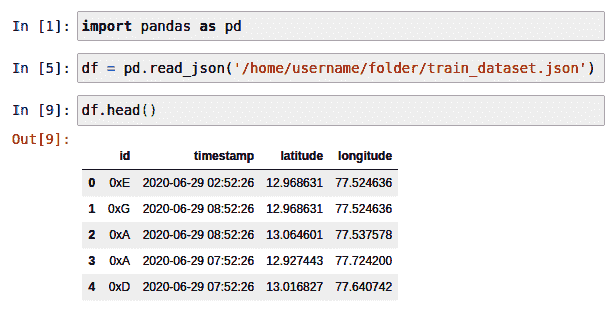 In [1]: import pandas as pd
In [5]: df = pd.read_json('/home/username/folder/train_dataset.json')
In [9]: df.head()
Out[9]:
id timestamp latitude longitude
0 0xE 2020-06-29 02:52:26 12.968631 77.524636
1 0xG 2020-06-29 08:52:26 12.968631 77.524636
2 0xA 2020-06-29 08:52:26 13.064601 77.537578
3 0xA 2020-06-29 07:52:26 12.927443 77.724200
4 0xD 2020-06-29 07:52:26 13.016827 77.640742